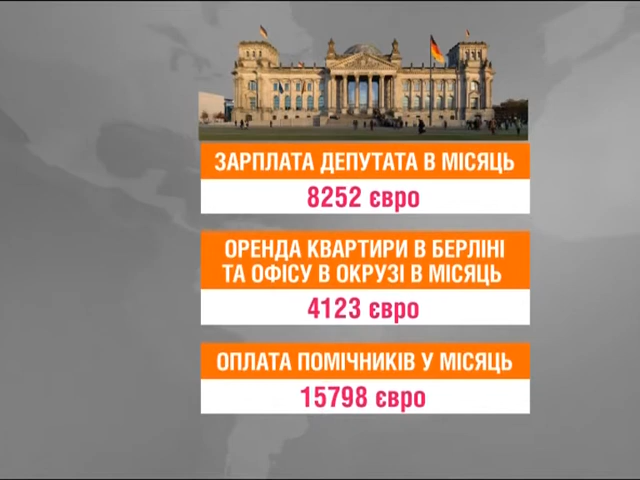 ЗАРПЛАТА ДЕПУТАТА В МІСЯЦЬ
8252 євро
ОРЕНДА КВАРТИРИ В БЕРЛІНІ
ТА ОФІСУ В ОКРУЗІ В МІСЯЦЬ
4123 євро
ОПЛАТА ПОМІЧНИКІВ У МІСЯЦЬ
15798 євро